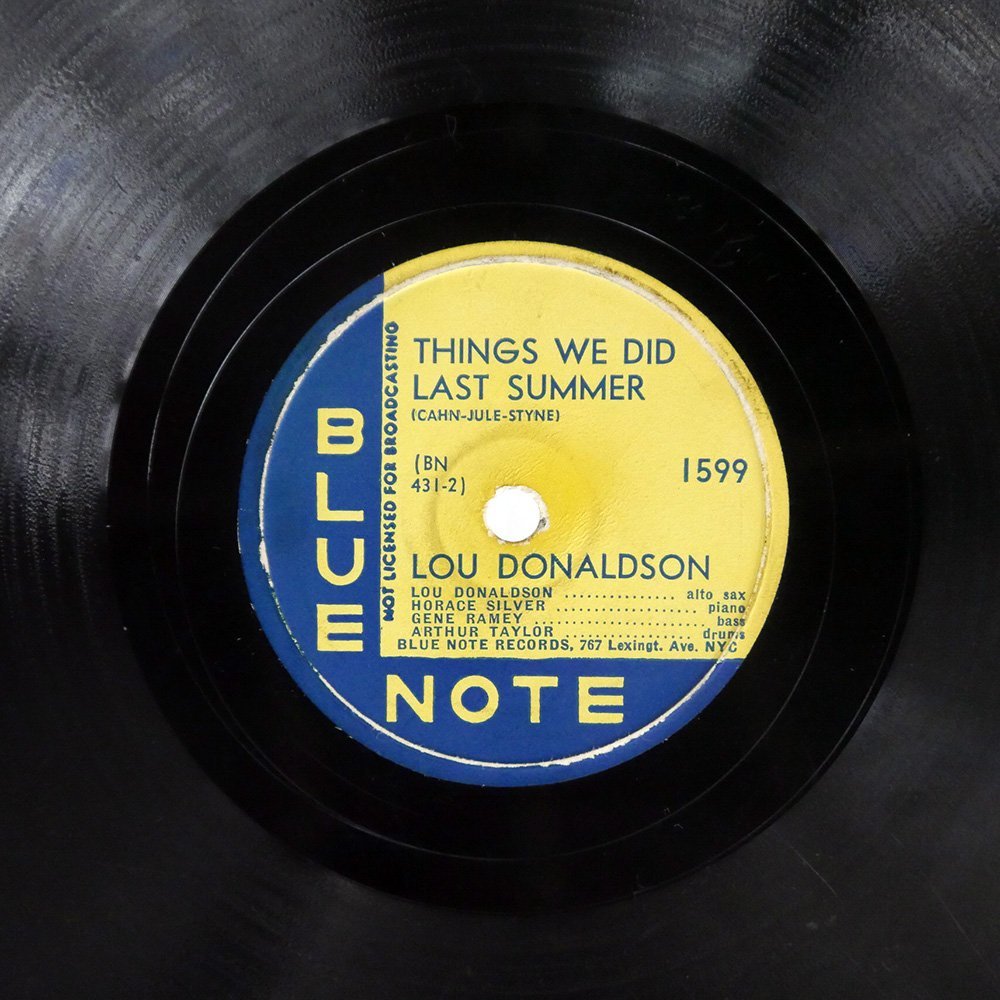 THINGS WE DID
LAST SUMMER
(CAHN-JULE-STYNE)
(BN
431-2)
1599
LOU DONALDSON
LOU DONALDSON .................... alto sax
HORACE SILVER .................... piano
GENE RAMEY .................... bass
ARTHUR TAYLOR .................... drums
BLUE NOTE RECORDS, 767 Lexingt. Ave. NYC
NOT LICENSED FOR BROADCASTING
BLUE
NOTE